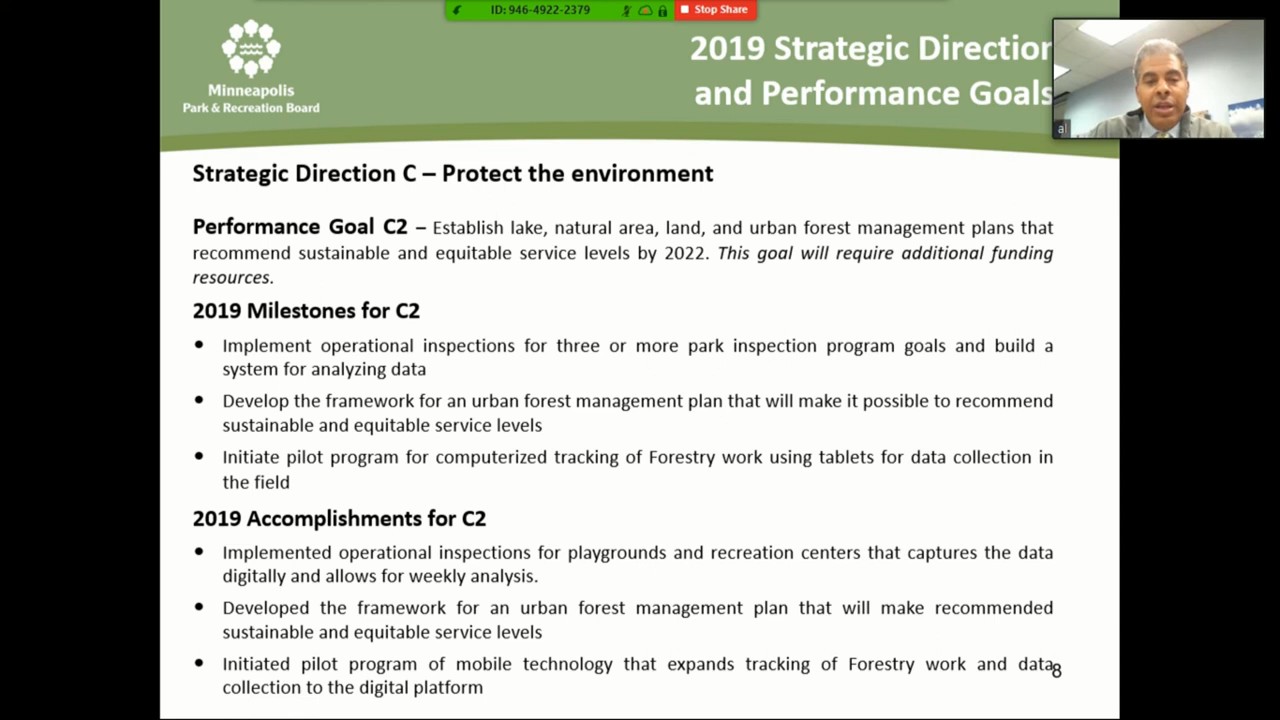 ID: 946-4922-2379
Stop Share
Minneapolis
Park & Recreation Board
2019 Strategic Direction
and Performance Goals
al
Strategic Direction C – Protect the environment
Performance Goal C2 – Establish lake, natural area, land, and urban forest management plans that
recommend sustainable and equitable service levels by 2022. This goal will require additional funding
resources.
2019 Milestones for C2
• Implement operational inspections for three or more park inspection program goals and build a
system for analyzing data
• Develop the framework for an urban forest management plan that will make it possible to recommend
sustainable and equitable service levels
• Initiate pilot program for computerized tracking of Forestry work using tablets for data collection in
the field
2019 Accomplishments for C2
• Implemented operational inspections for playgrounds and recreation centers that captures the data
digitally and allows for weekly analysis.
• Developed the framework for an urban forest management plan that will make recommended
sustainable and equitable service levels
• Initiated pilot program of mobile technology that expands tracking of Forestry work and data
collection to the digital platform
8